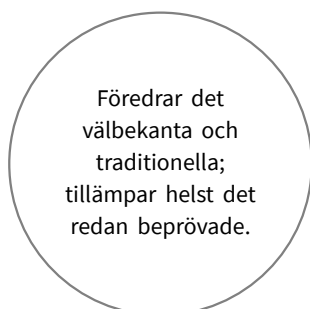 Föredrar det
välbekanta och
traditionella;
tillämpar helst det
redan beprövade.